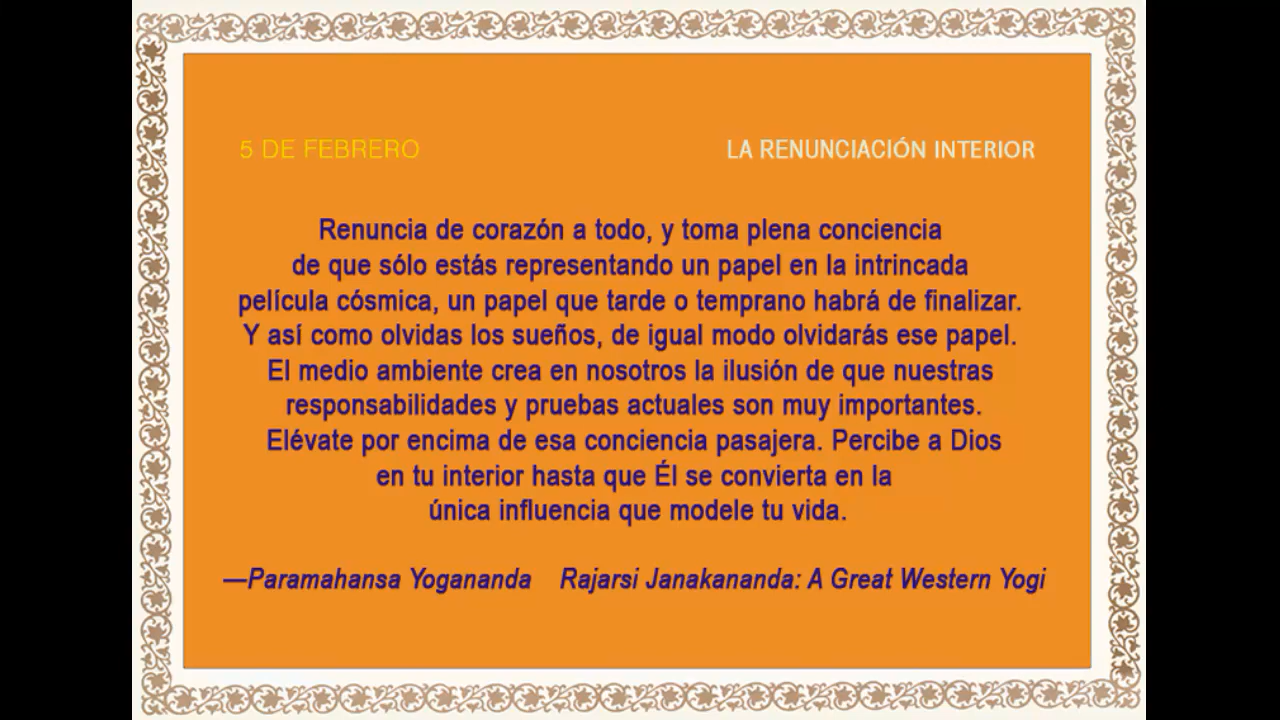 5 DE FEBRERO LA RENUNCIACIÓN INTERIOR
Renuncia de corazón a todo, y toma plena conciencia
de que sólo estás representando un papel en la intrincada
película cósmica, un papel que tarde o temprano habrá de finalizar.
Y así como olvidas los sueños, de igual modo olvidarás ese papel.
El medio ambiente crea en nosotros la ilusión de que nuestras
responsabilidades y pruebas actuales son muy importantes.
Elévate por encima de esa conciencia pasajera. Percibe a Dios
en tu interior hasta que Él se convierta en la
única influencia que modele tu vida.
—Paramahansa Yogananda Rajarsi Janakananda: A Great Western Yogi